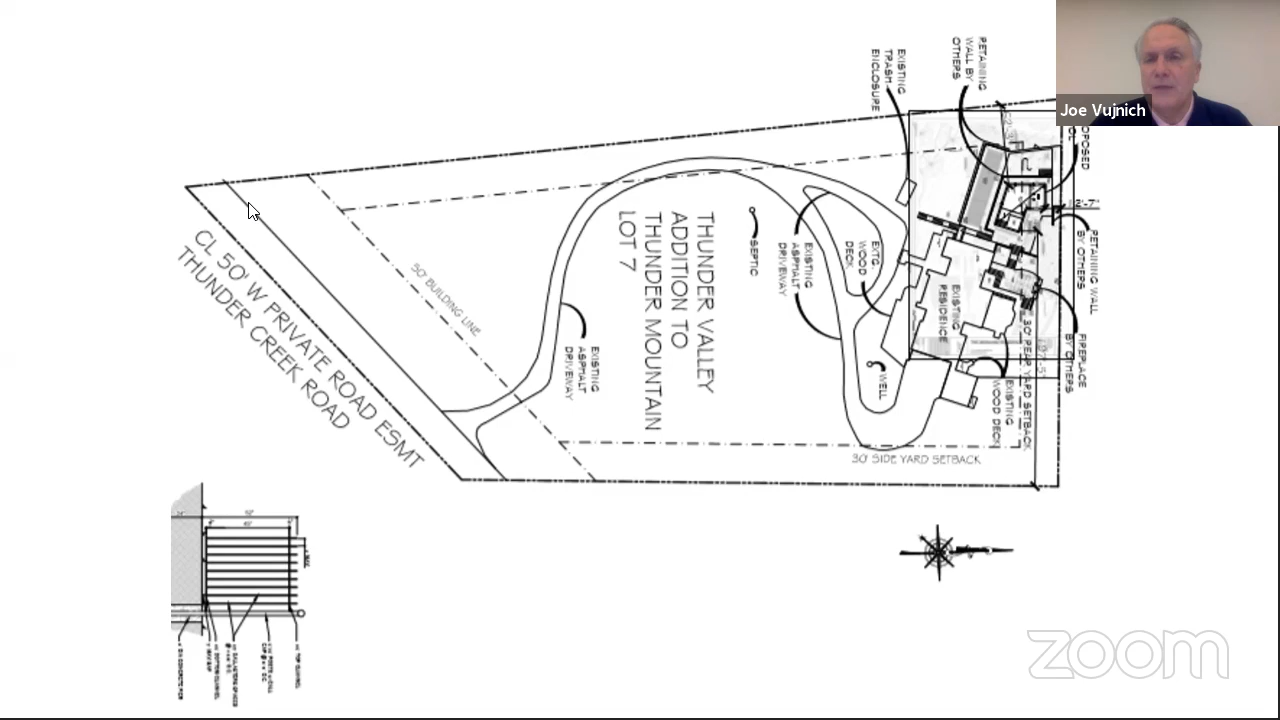 Joe Vujnich
RETAINING
WALL BY
OTHERS
EXISTING
TRASH
ENCLOSURE
RETAINING WALL
BY OTHERS
FIREPLACE
BY OTHERS
EXTG.
WOOD
DECK
EXISTING
RESIDENCE
EXISTING
ASPHALT
DRIVEWAY
SEPTIC
THUNDER VALLEY
ADDITION TO
THUNDER MOUNTAIN
LOT 7
WELL
EXISTING
WOOD DECK
30' REAR YARD SETBACK
30' SIDE YARD SETBACK
50' BUILDING LINE
EXISTING
ASPHALT
DRIVEWAY
CL 50' W PRIVATE ROAD ESMT
THUNDER CREEK ROAD
zoom